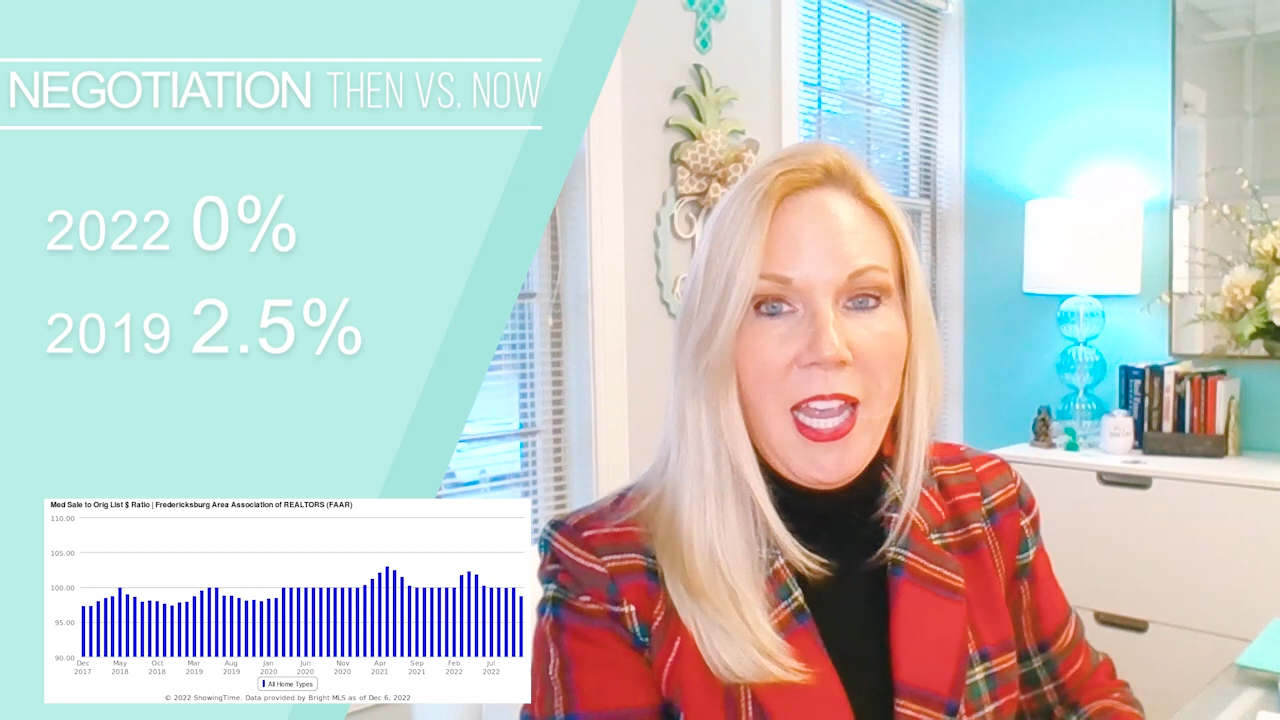 NEGOTIATION THEN VS. NOW
2022 0%
2019 2.5%
Med Sale to Orig List $ Ratio | Fredericksburg Area Association of REALTORS (FAAR)
110.00
105.00
100.00
95.00
90.00
Dec May Oct Mar Aug Jan Jun Nov Apr Sep Feb Jul
2017 2018 2018 2019 2019 2020 2020 2020 2021 2021 2022 2022
All Home Types
© 2022 ShowingTime. Data provided by Bright MLS as of Dec 6, 2022